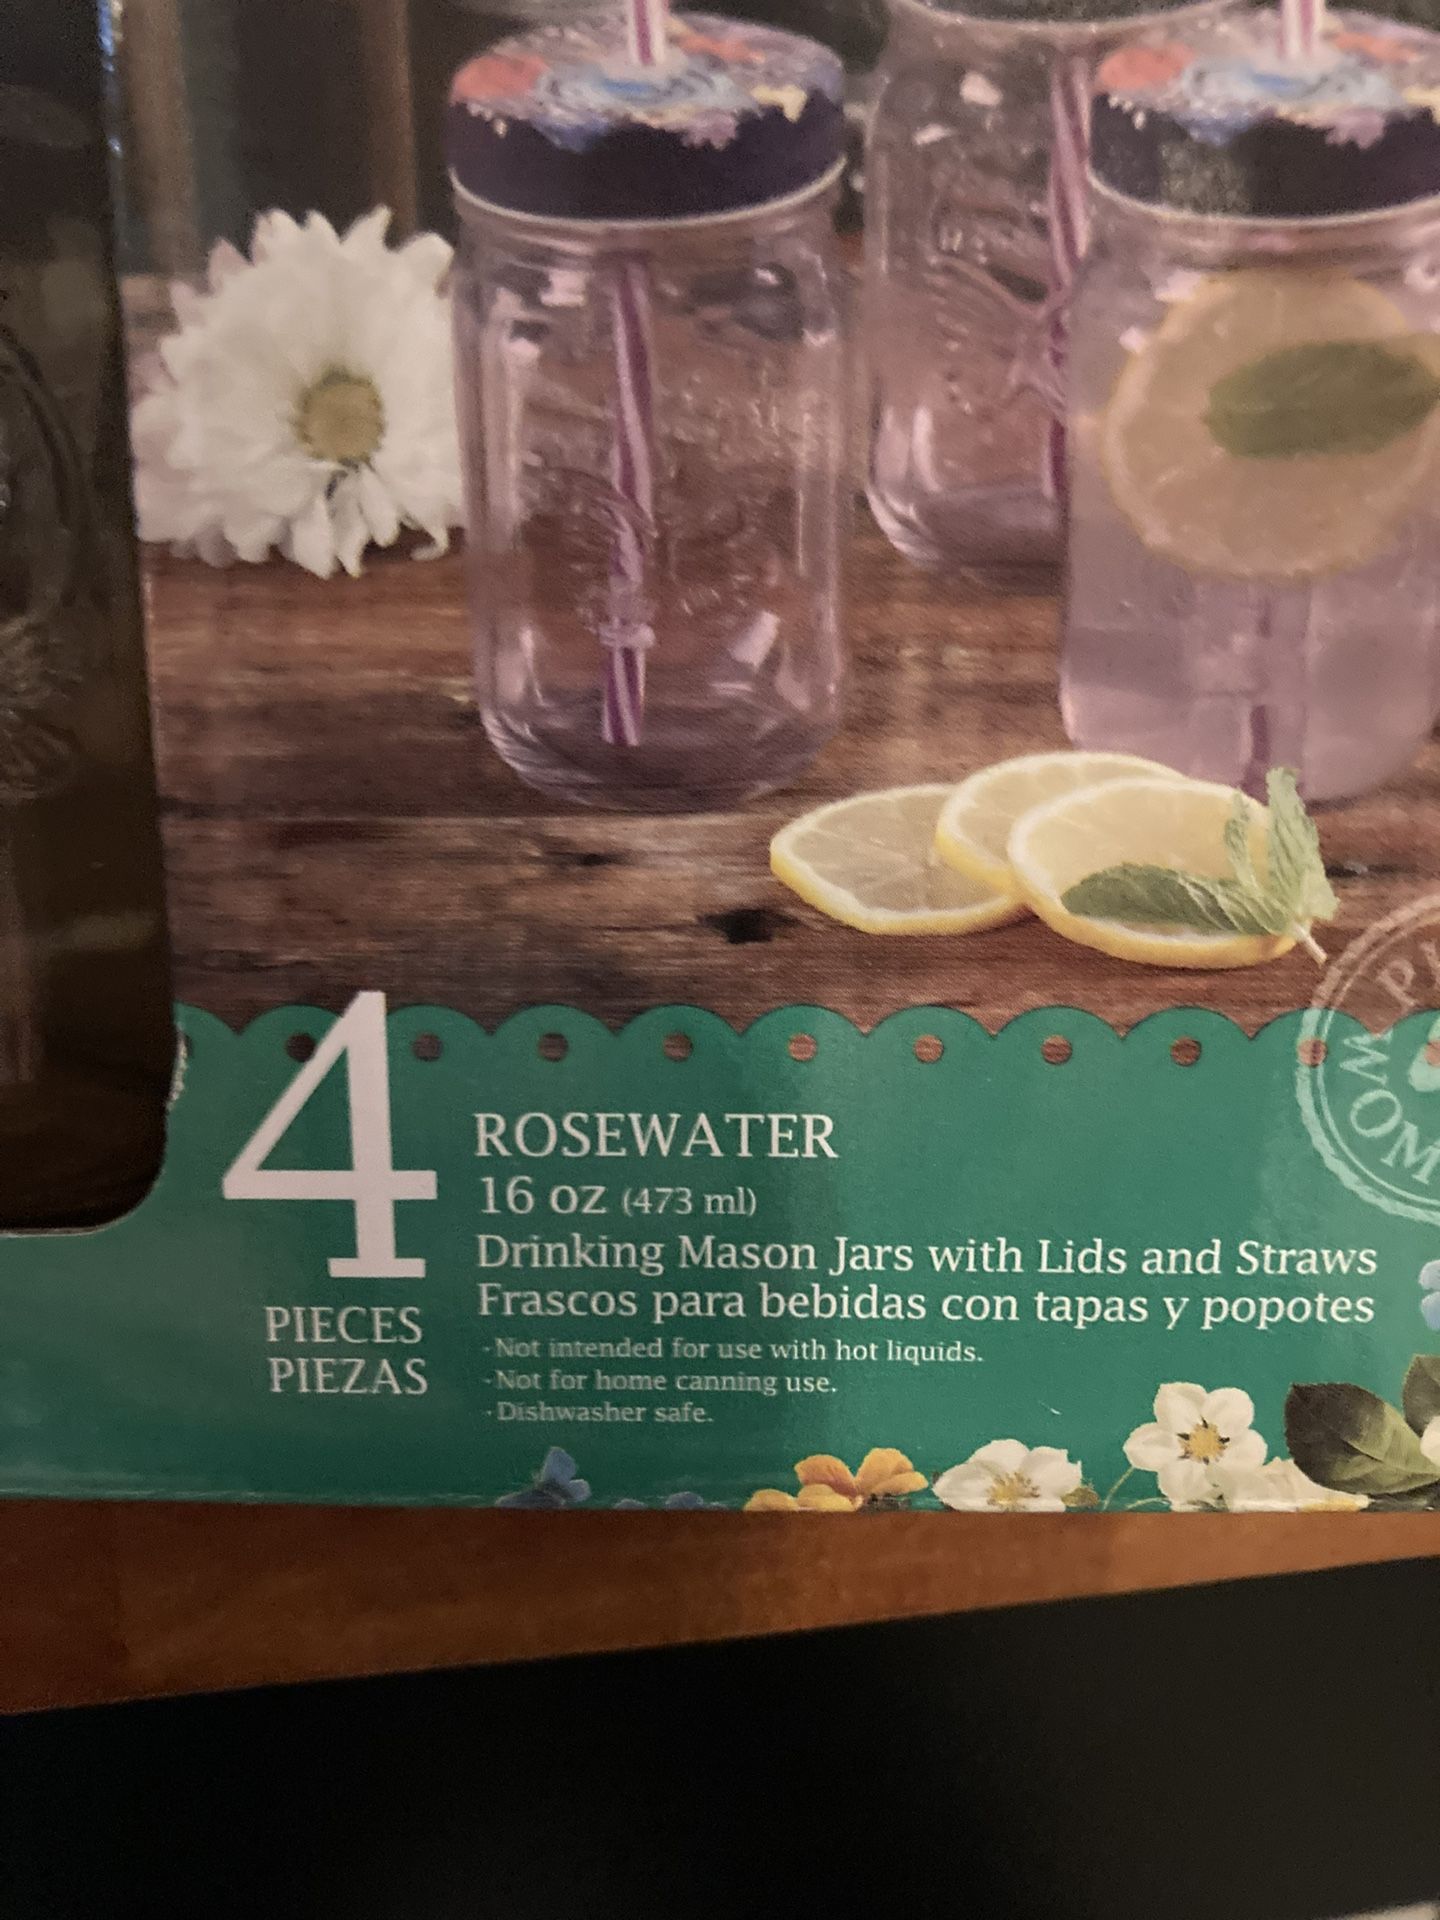 4
PIECES
PIEZAS
ROSEWATER
16 oz (473 ml)
Drinking Mason Jars with Lids and Straws
Frascos para bebidas con tapas y popotes
-Not intended for use with hot liquids.
-Not for home canning use.
-Dishwasher safe.